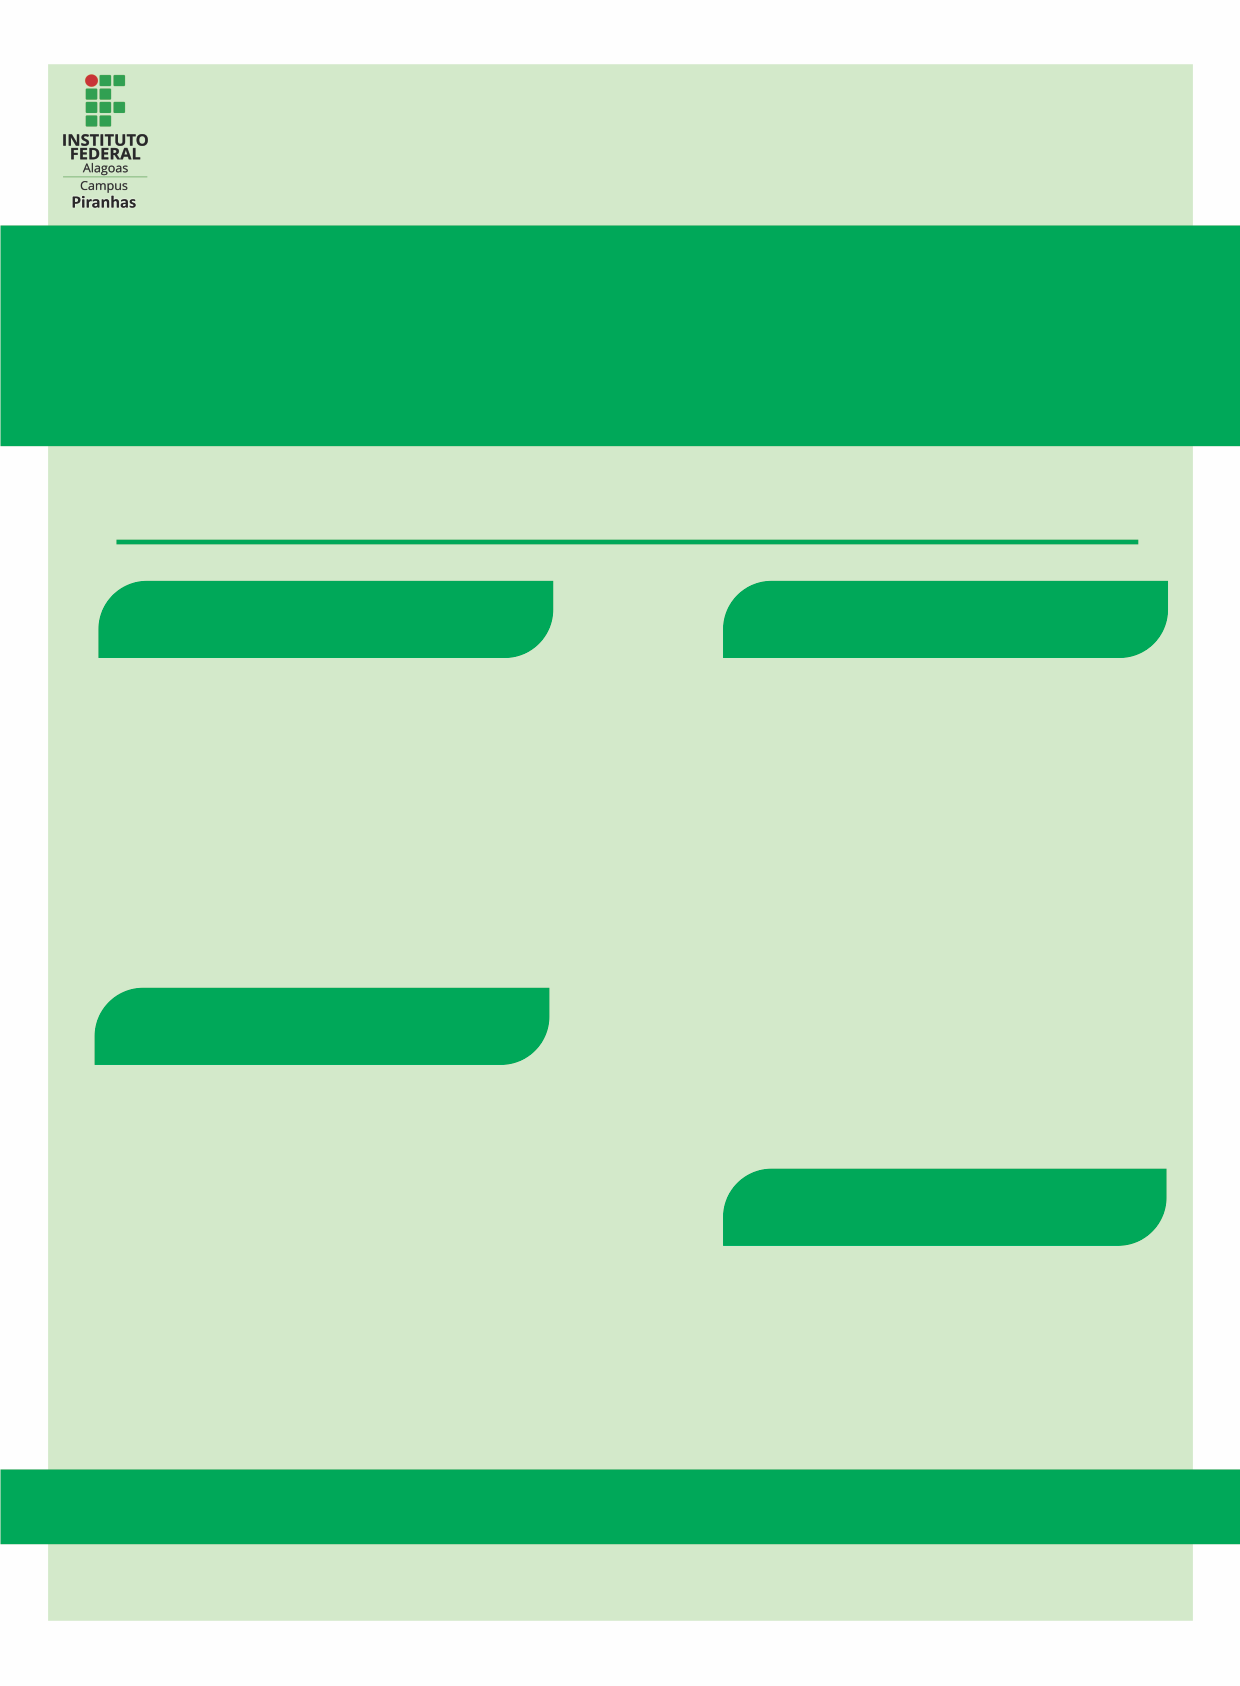 INSTITUTO
FEDERAL
Alagoas
Campus
Piranhas